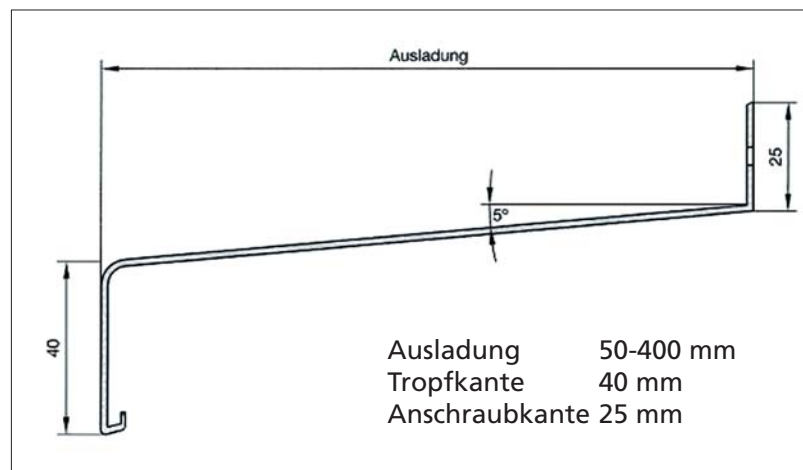 Ausladung
25
5°
40
Ausladung 50-400 mm
Tropfkante 40 mm
Anschraubkante 25 mm